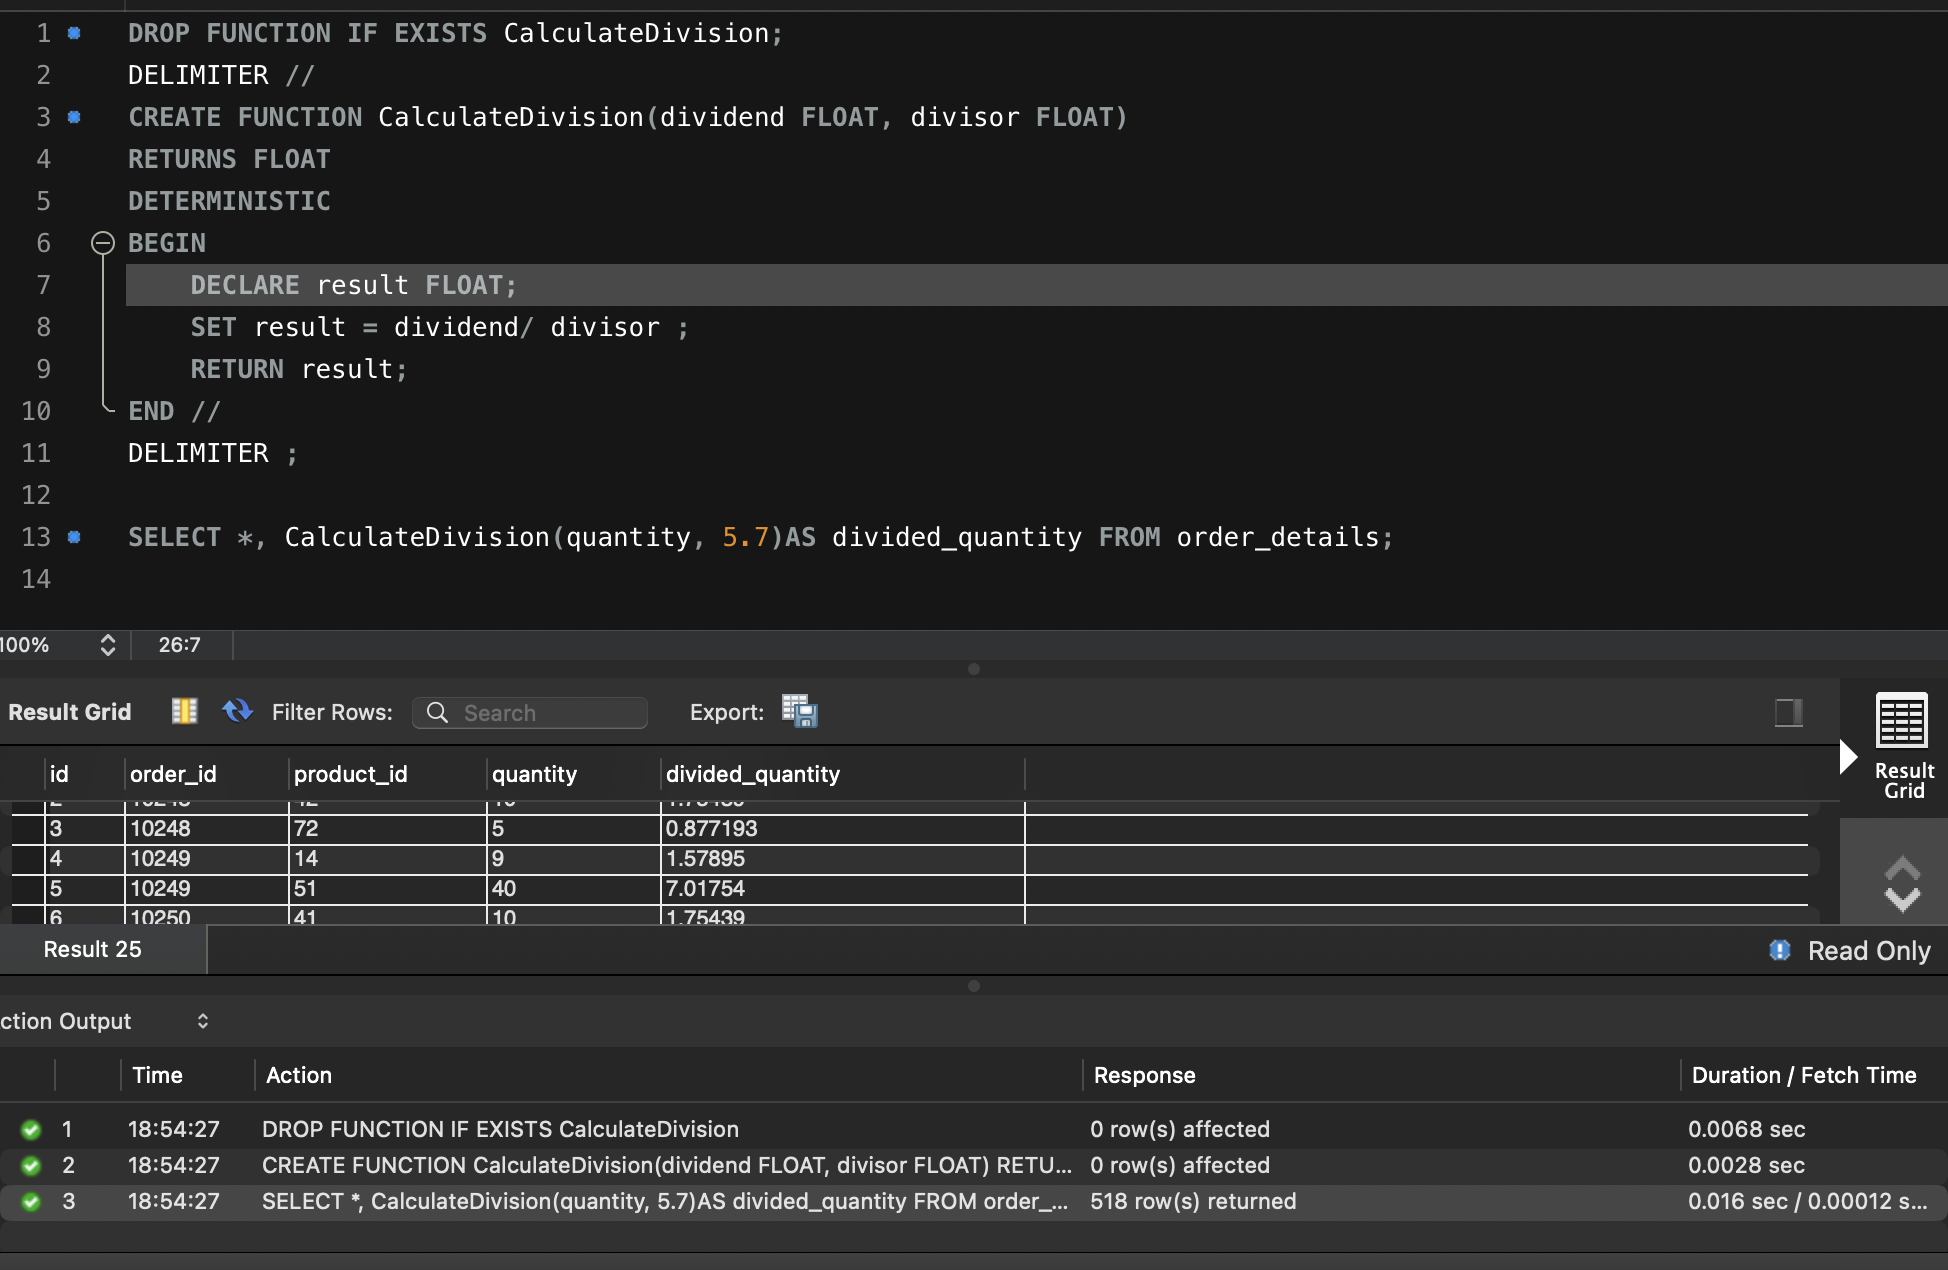 1 DROP FUNCTION IF EXISTS CalculateDivision;
2 DELIMITER //
3 CREATE FUNCTION CalculateDivision(dividend FLOAT, divisor FLOAT)
4 RETURNS FLOAT
5 DETERMINISTIC
6 BEGIN
7 DECLARE result FLOAT;
8 SET result = dividend/ divisor ;
9 RETURN result;
10 END //
11 DELIMITER ;
12
13 SELECT *, CalculateDivision(quantity, 5.7)AS divided_quantity FROM order_details;
14
100% 26:7
Result Grid Filter Rows: Search Export:
Result Grid
id order_id product_id quantity divided_quantity
3 10248 72 5 0.877193
4 10249 14 9 1.57895
5 10249 51 40 7.01754
6 10250 41 10 1.75439
Result 25 Read Only
ction Output
Time Action Response Duration / Fetch Time
1 18:54:27 DROP FUNCTION IF EXISTS CalculateDivision 0 row(s) affected 0.0068 sec
2 18:54:27 CREATE FUNCTION CalculateDivision(dividend FLOAT, divisor FLOAT) RETU... 0 row(s) affected 0.0028 sec
3 18:54:27 SELECT *, CalculateDivision(quantity, 5.7)AS divided_quantity FROM order_... 518 row(s) returned 0.016 sec / 0.00012 s...